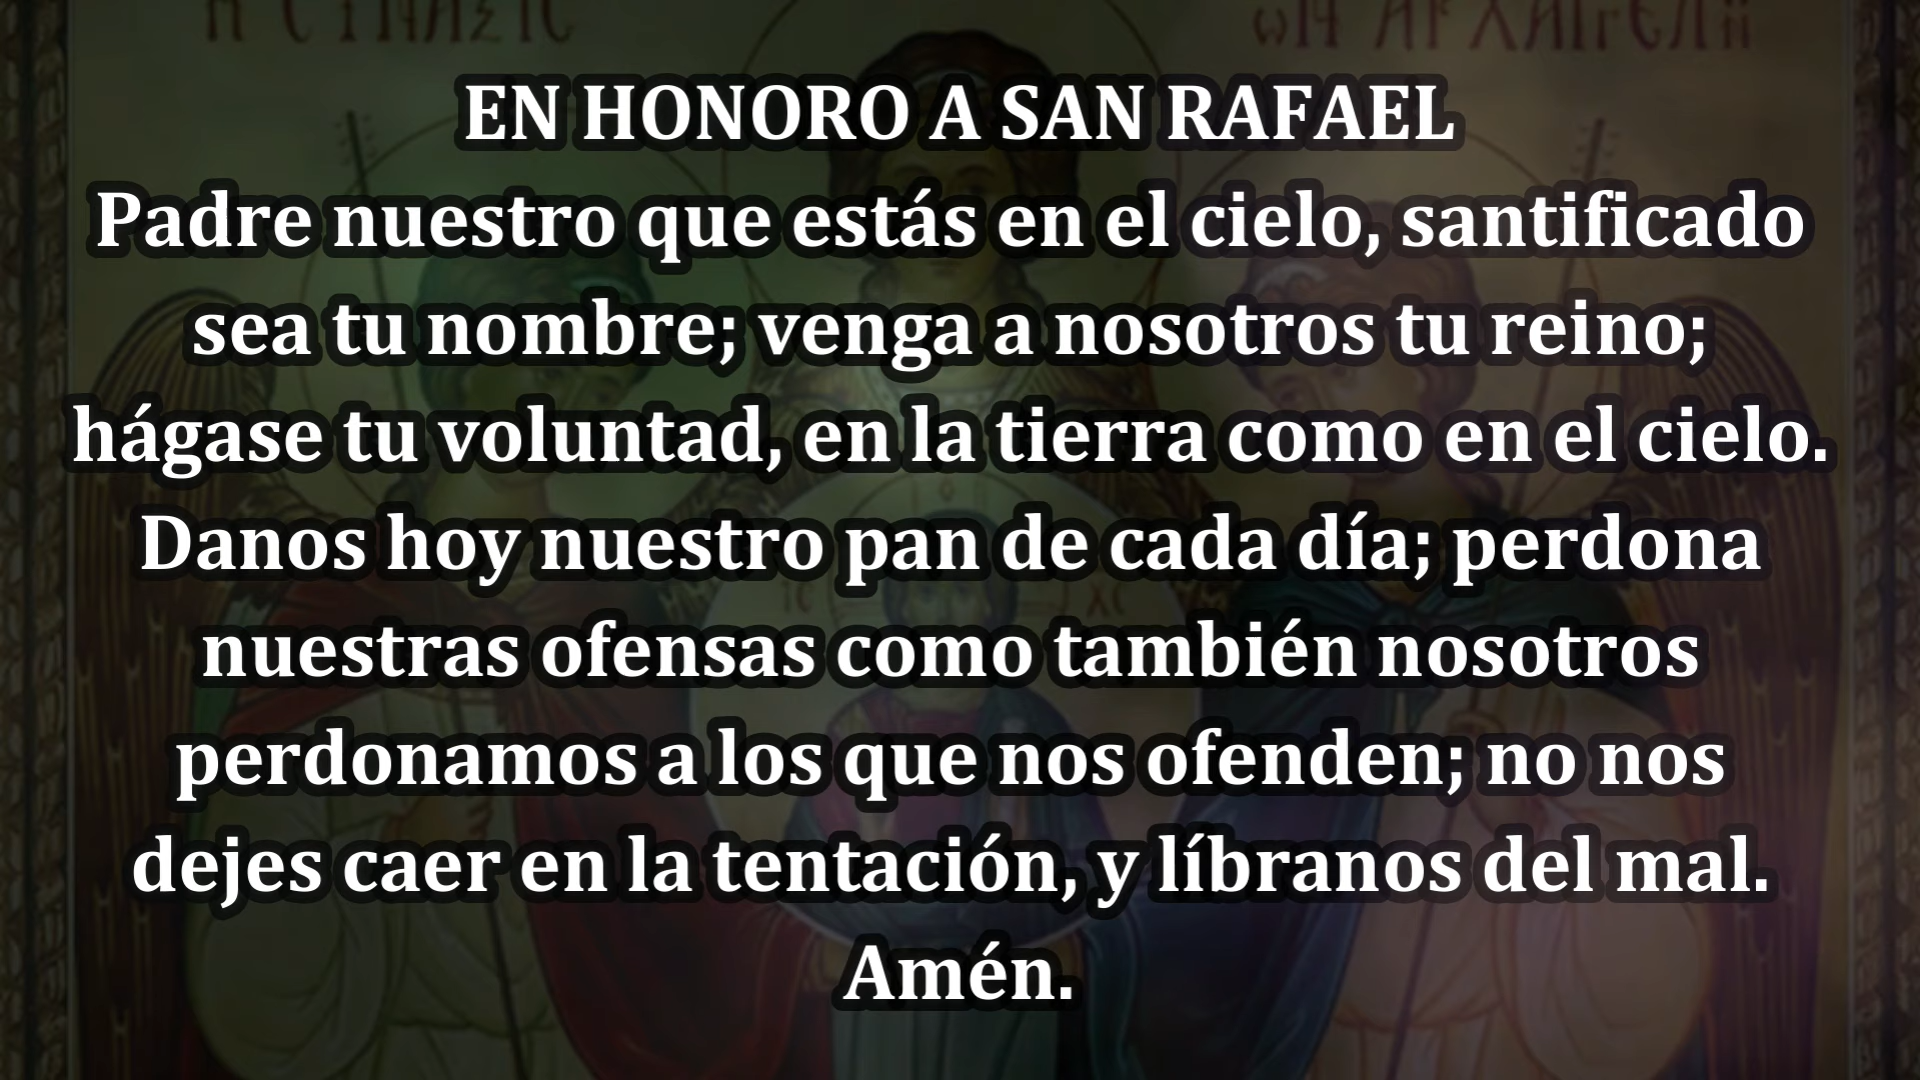 EN HONORO A SAN RAFAEL
Padre nuestro que estás en el cielo, santificado
sea tu nombre; venga a nosotros tu reino;
hágase tu voluntad, en la tierra como en el cielo.
Danos hoy nuestro pan de cada día; perdona
nuestras ofensas como también nosotros
perdonamos a los que nos ofenden; no nos
dejes caer en la tentación, y líbranos del mal.
Amén.